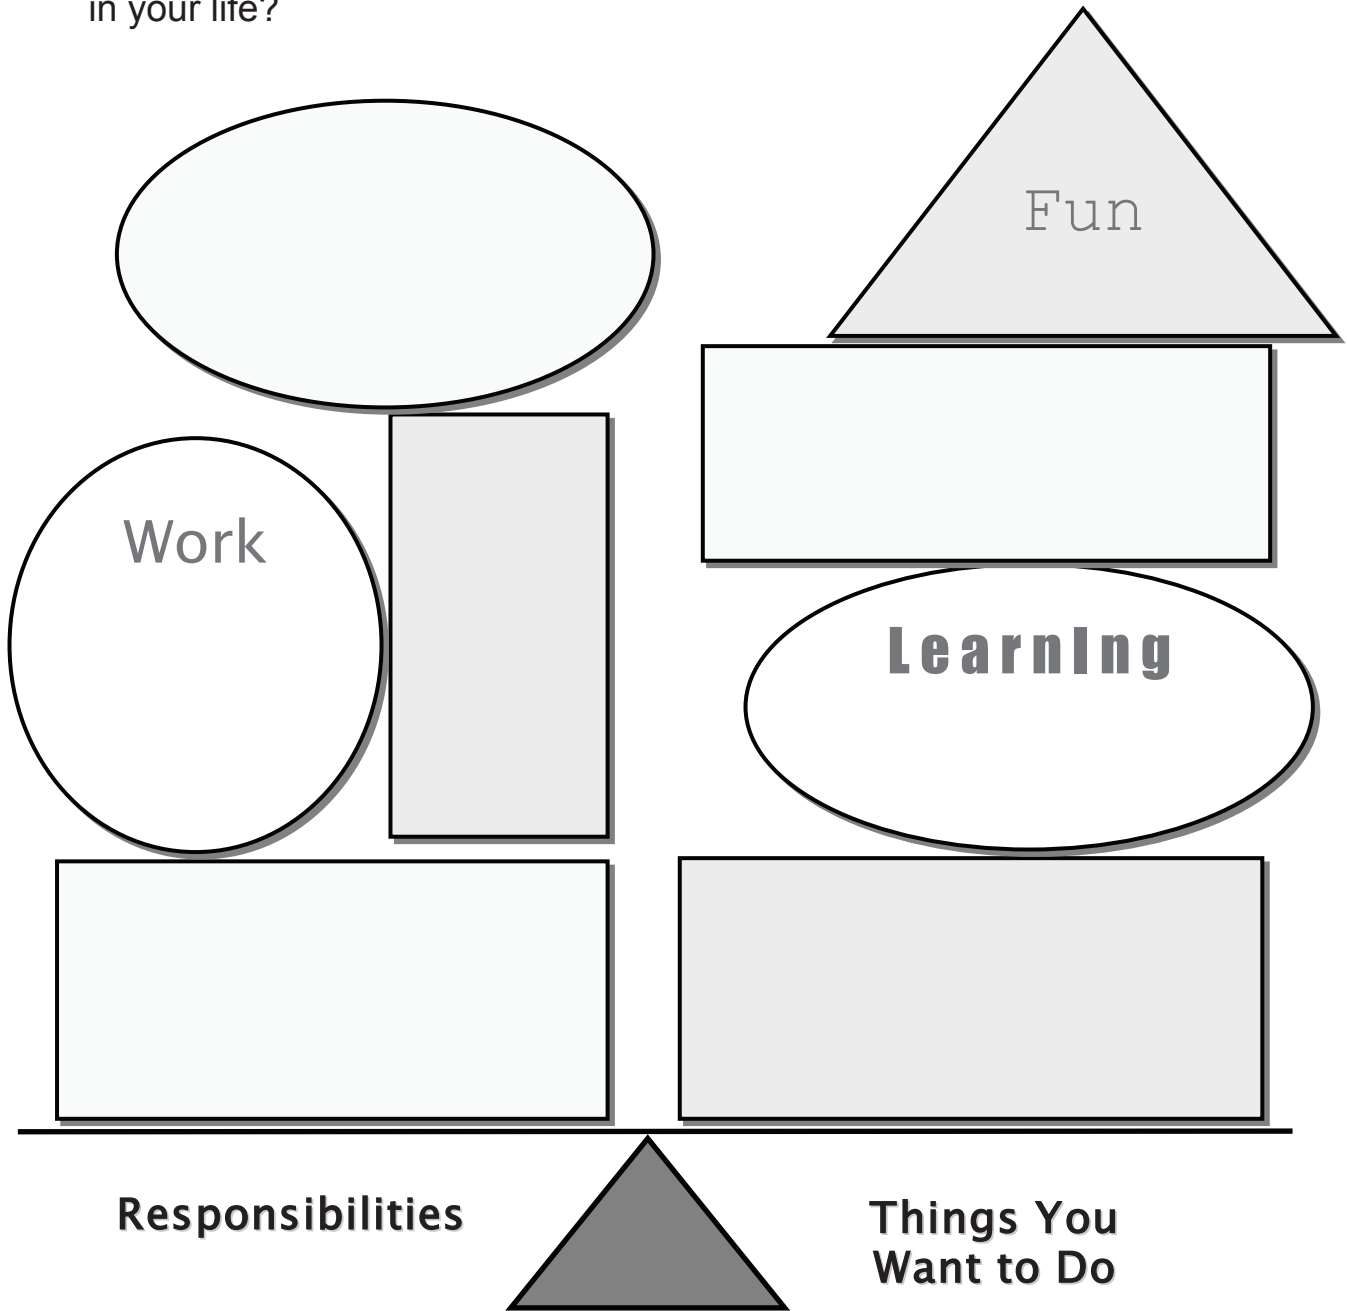 in your life?
Fun
Work
LearnIng
Responsibilities
Things You
Want to Do